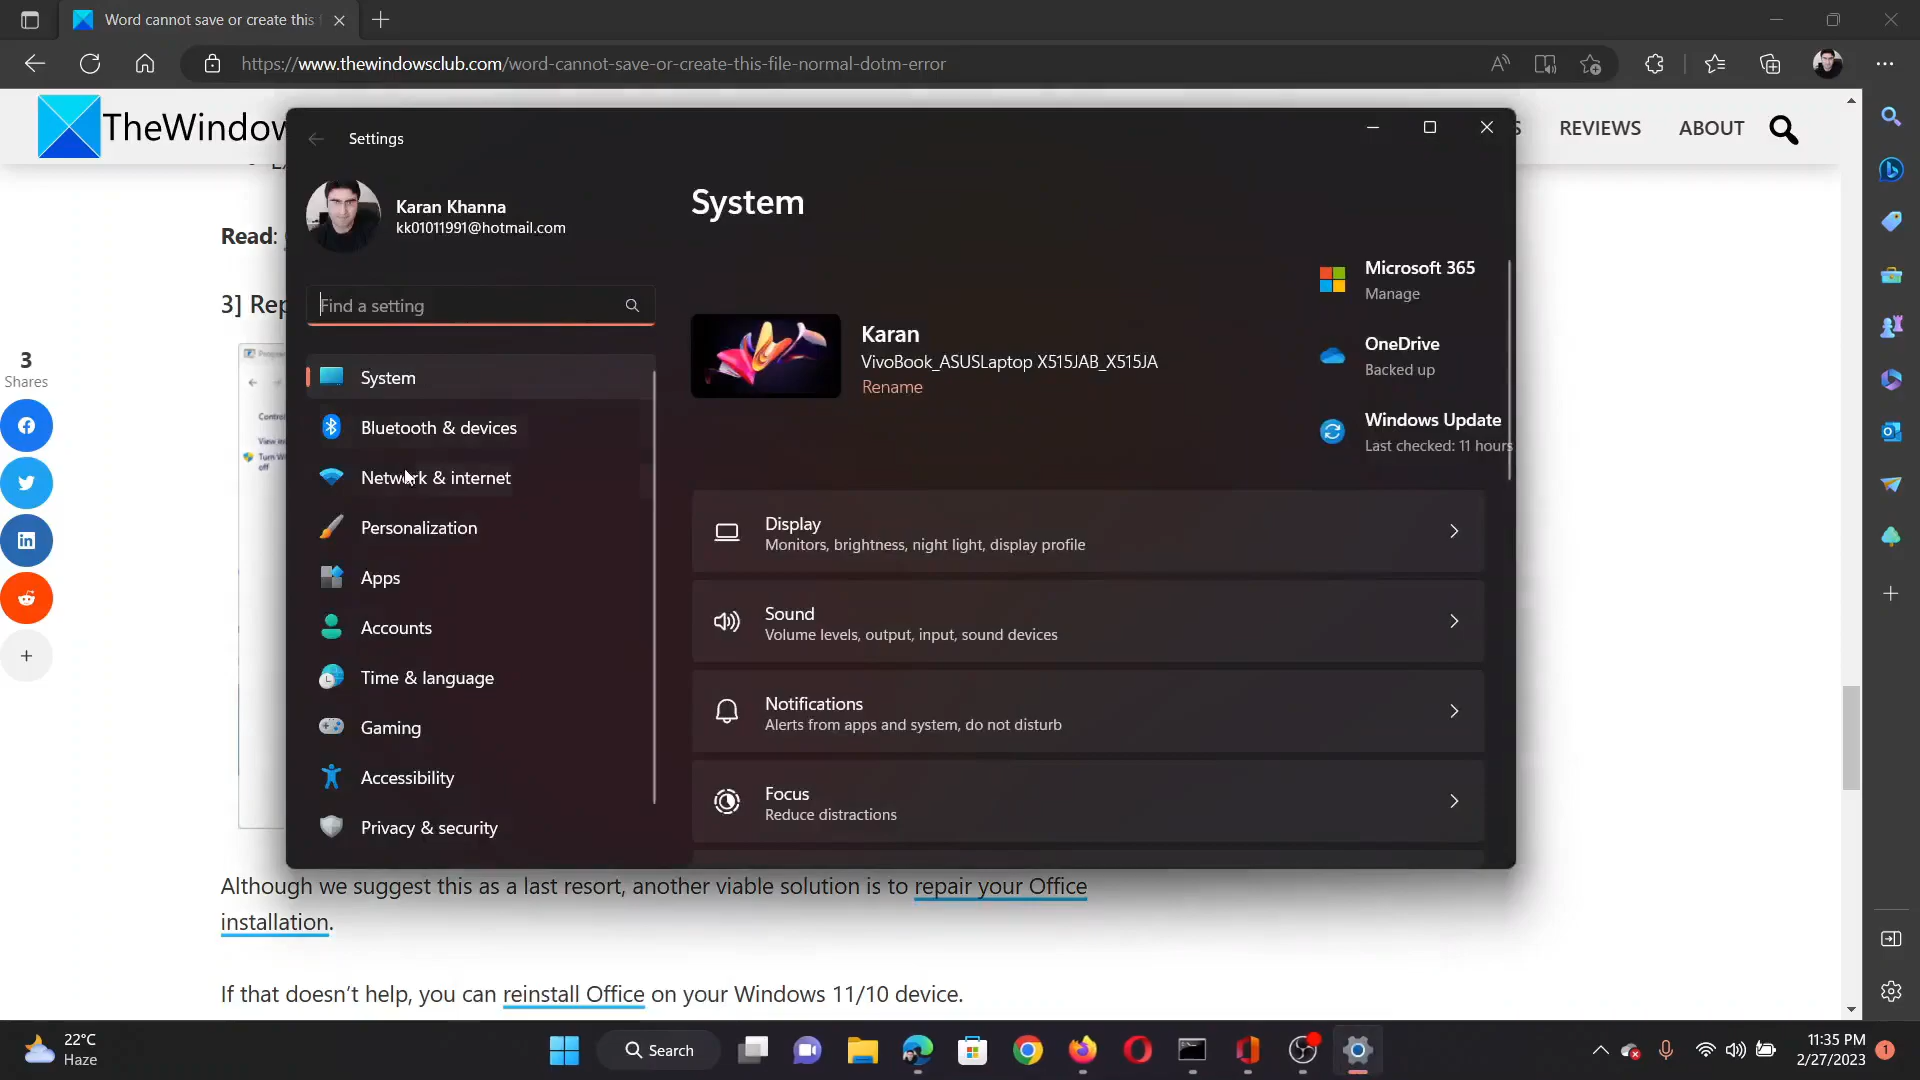 Word cannot save or create this
https://www.thewindowsclub.com/word-cannot-save-or-create-this-file-normal-dotm-error
TheWindow
REVIEWS
ABOUT
Read:
3] Rep
3
Shares
Settings
Karan Khanna
kk01011991@hotmail.com
Find a setting
System
Bluetooth & devices
Network & internet
Personalization
Apps
Accounts
Time & language
Gaming
Accessibility
Privacy & security
System
Karan
VivoBook_ASUSLaptop X515JAB_X515JA
Rename
Microsoft 365
Manage
OneDrive
Backed up
Windows Update
Last checked: 11 hours
Display
Monitors, brightness, night light, display profile
Sound
Volume levels, output, input, sound devices
Notifications
Alerts from apps and system, do not disturb
Focus
Reduce distractions
Although we suggest this as a last resort, another viable solution is to repair your Office
installation.
If that doesn’t help, you can reinstall Office on your Windows 11/10 device.
22°C
Haze
Search
11:35 PM
2/27/2023
1